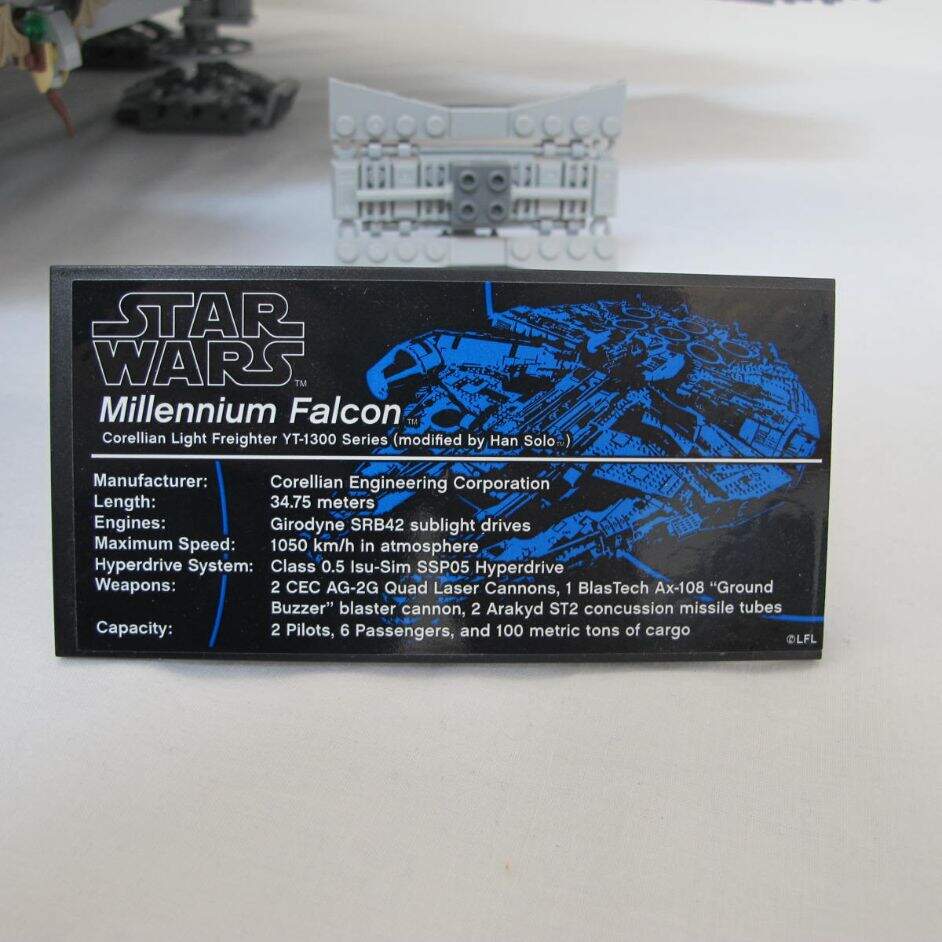 STAR
WARS™
Millennium Falcon™
Corellian Light Freighter YT-1300 Series (modified by Han Solo™)
Manufacturer: Corellian Engineering Corporation
Length: 34.75 meters
Engines: Girodyne SRB42 sublight drives
Maximum Speed: 1050 km/h in atmosphere
Hyperdrive System: Class 0.5 Isu-Sim SSP05 Hyperdrive
Weapons: 2 CEC AG-2G Quad Laser Cannons, 1 BlasTech Ax-108 “Ground
Buzzer” blaster cannon, 2 Arakyd ST2 concussion missile tubes
Capacity: 2 Pilots, 6 Passengers, and 100 metric tons of cargo
©LFL